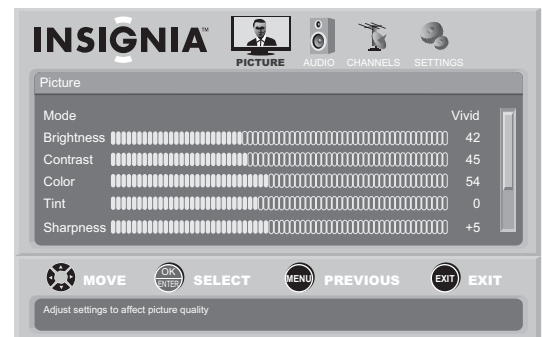 INSIGNIA™
PICTURE AUDIO CHANNELS SETTINGS
Picture
Mode Vivid
Brightness 42
Contrast 45
Color 54
Tint 0
Sharpness +5
MOVE OK ENTER SELECT MENU PREVIOUS EXIT EXIT
Adjust settings to affect picture quality